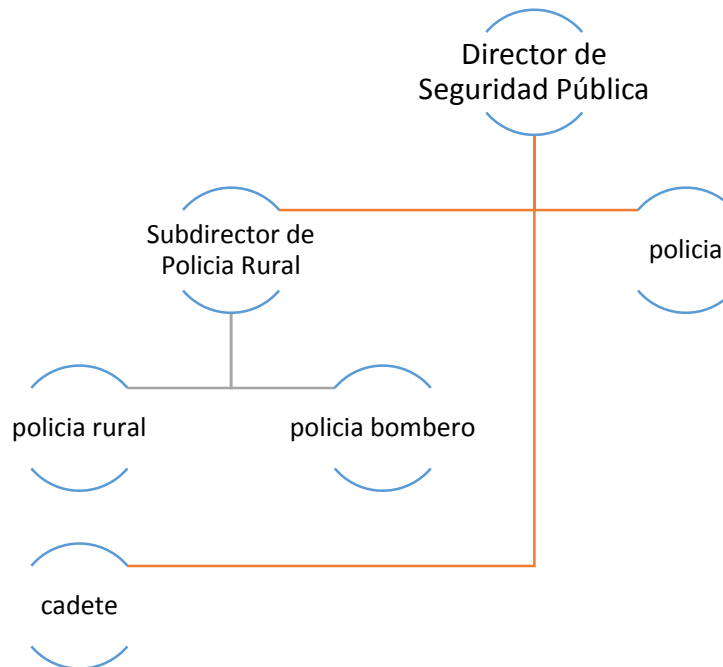 Director de
Seguridad Pública
Subdirector de
Policia Rural
policia
policia rural
policia bombero
cadete